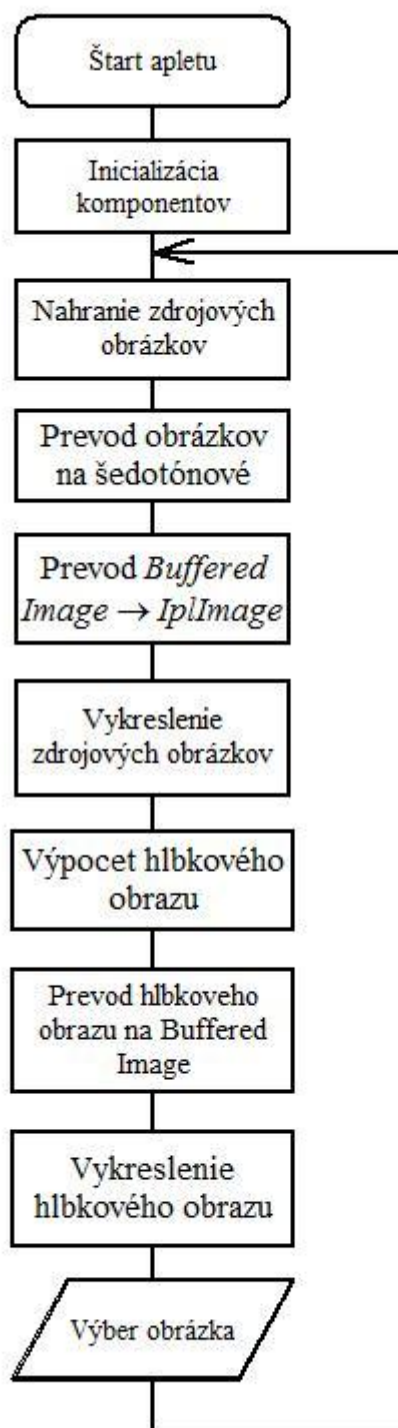 Štart apletu
Inicializácia
komponentov
Nahranie zdrojových
obrázkov
Prevod obrázkov
na šedotónové
Prevod Buffered
Image → IplImage
Vykreslenie
zdrojových obrázkov
Výpocet hlbkového
obrazu
Prevod hlbkoveho
obrazu na Buffered
Image
Vykreslenie
hlbkového obrazu
Výber obrázka